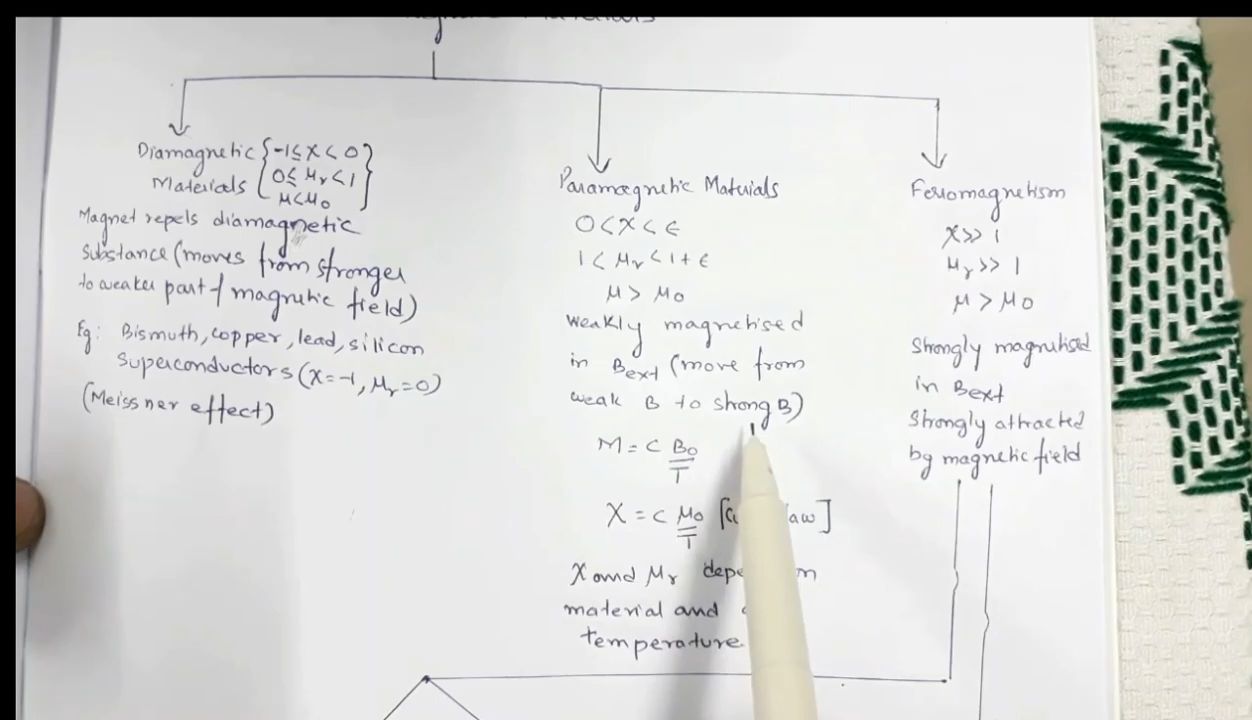 Diamagnetic { -1 ≤ χ < 0 }
Materials { 0 ≤ μr < 1 }
μ < μ0
Magnet repels diamagnetic
Substance (moves from stronger
to weaker part of magnetic field)
Eg: Bismuth, copper, lead, silicon
Superconductors (χ = -1, μr = 0)
(Meissner effect)
Paramagnetic Materials
0 < χ < ε
1 < μr < 1 + ε
μ > μ0
Weakly magnetised
in Bext (move from
weak B to strong B)
M = C B0/T
χ = C μ0/T [ law]
χ and μr
material and
temperature
Ferromagnetism
χ >> 1
μr >> 1
μ > μ0
Strongly magnetised
in Bext
Strongly attracted
by magnetic field